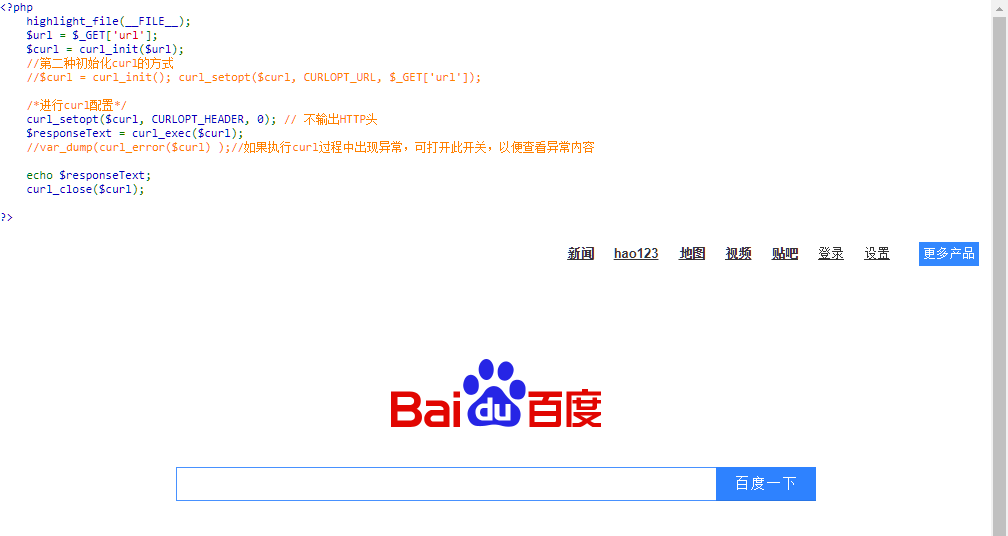 <?php
    highlight_file(__FILE__);
    $url = $_GET['url'];
    $curl = curl_init($url);
    //第二种初始化curl的方式
    //$curl = curl_init(); curl_setopt($curl, CURLOPT_URL, $_GET['url']);

    /*进行curl配置*/
    curl_setopt($curl, CURLOPT_HEADER, 0); // 不输出HTTP头
    $responseText = curl_exec($curl);
    //var_dump(curl_error($curl) );//如果执行curl过程中出现异常，可打开此开关，以便查看异常内容

    echo $responseText;
    curl_close($curl);

?>
新闻 hao123 地图 视频 贴吧 登录 设置 更多产品
Bai du 百度
百度一下